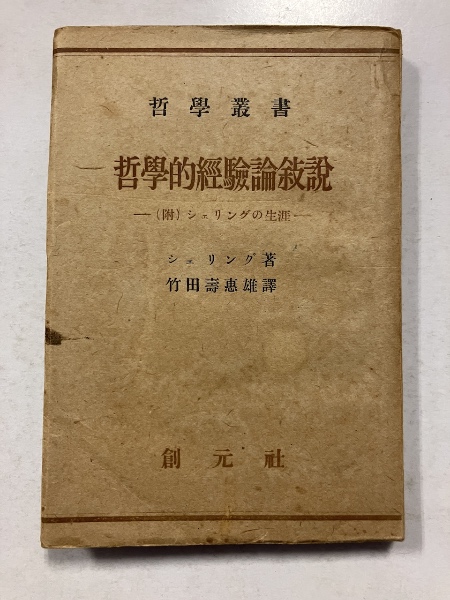 哲學叢書
哲學的經驗論敍說
―(附)シェリングの生涯―
シェリング著
竹田壽惠雄譯
創元社